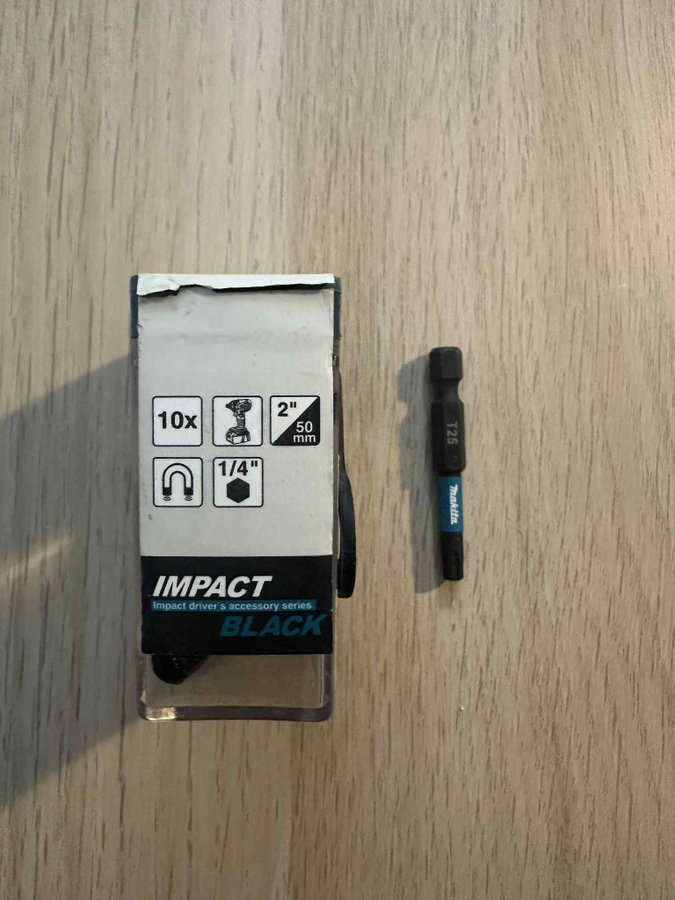 10x
2"
50
mm
1/4"
IMPACT
Impact driver's accessory series
BLACK
T25
makita